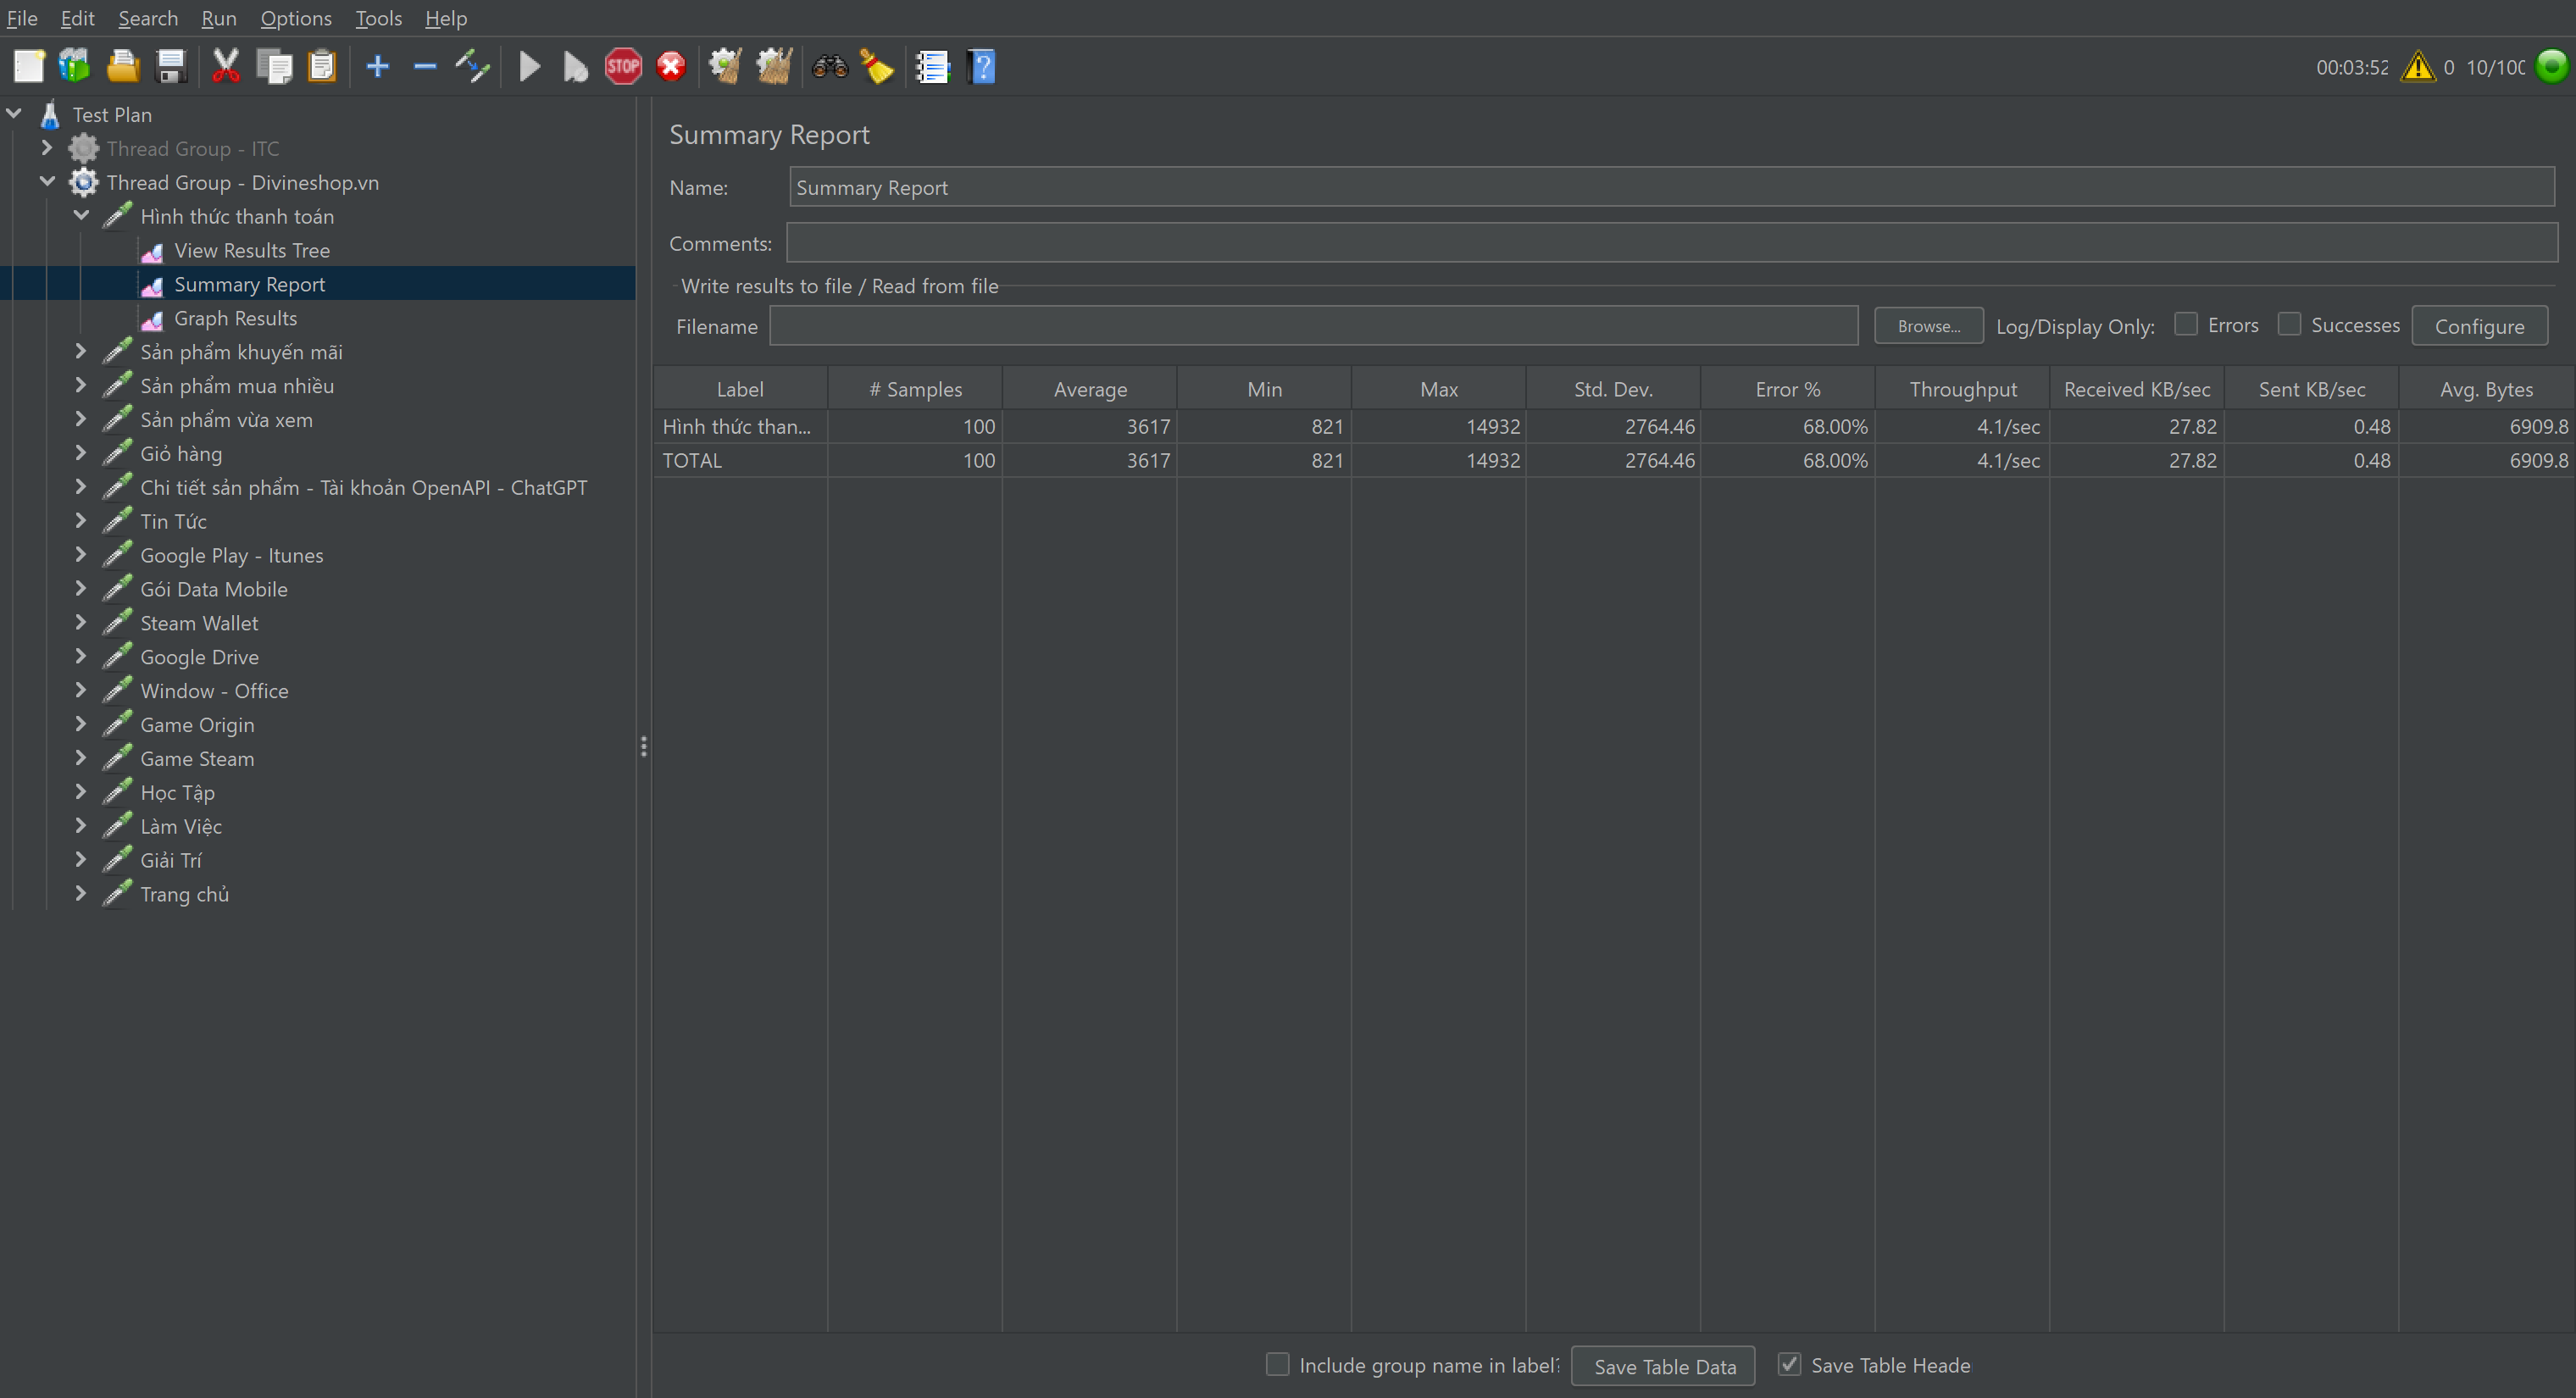 File Edit Search Run Options Tools Help
STOP
00:03:52 0 10/100
Test Plan
Thread Group - ITC
Thread Group - Divineshop.vn
Hình thức thanh toán
View Results Tree
Summary Report
Graph Results
Sản phẩm khuyến mãi
Sản phẩm mua nhiều
Sản phẩm vừa xem
Giỏ hàng
Chi tiết sản phẩm - Tài khoản OpenAPI - ChatGPT
Tin Tức
Google Play - Itunes
Gói Data Mobile
Steam Wallet
Google Drive
Window - Office
Game Origin
Game Steam
Học Tập
Làm Việc
Giải Trí
Trang chủ
Summary Report
Name: Summary Report
Comments:
Write results to file / Read from file
Filename Browse... Log/Display Only: Errors Successes Configure
Label # Samples Average Min Max Std. Dev. Error % Throughput Received KB/sec Sent KB/sec Avg. Bytes
Hình thức than... 100 3617 821 14932 2764.46 68.00% 4.1/sec 27.82 0.48 6909.8
TOTAL 100 3617 821 14932 2764.46 68.00% 4.1/sec 27.82 0.48 6909.8
Include group name in label? Save Table Data Save Table Heade